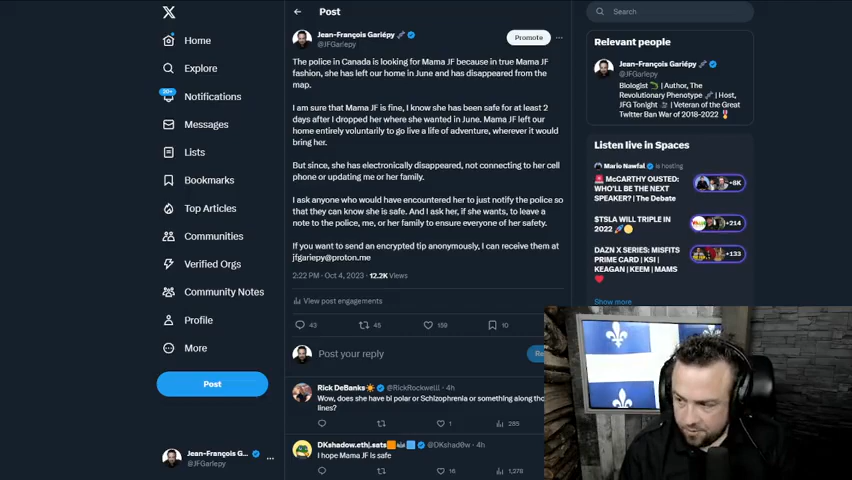 Home
Explore
20+
Notifications
Messages
Lists
Bookmarks
Top Articles
Communities
Verified Orgs
Community Notes
Profile
More
Post
Jean-François G...
@JFGariepy
Post
Jean-François Gariépy
@JFGariepy
Promote
The police in Canada is looking for Mama JF because in true Mama JF
fashion, she has left our home in June and has disappeared from the
map.
I am sure that Mama JF is fine, I know she has been safe for at least 2
days after I dropped her where she wanted in June. Mama JF left our
home entirely voluntarily to go live a life of adventure, wherever it would
bring her.
But since, she has electronically disappeared, not connecting to her cell
phone or updating me or her family.
I ask anyone who would have encountered her to just notify the police so
that they can know she is safe. And I ask her, if she wants, to leave a
note to the police, me, or her family to ensure everyone of her safety.
If you want to send an encrypted tip anonymously, I can receive them at
jfgariepy@proton.me
2:22 PM · Oct 4, 2023 · 12.2K Views
View post engagements
43 45 159 10
Post your reply
Re
Rick DeBanks @RickRockwelll · 4h
Wow, does she have bi polar or Schizophrenia or something along tho
lines?
1 285
DKshadow.eth|.sats @DKshad0w · 4h
I hope Mama JF is safe
16 1,278
Search
Relevant people
Jean-François Gariépy
@JFGariepy
Biologist | Author, The
Revolutionary Phenotype | Host,
JFG Tonight | Veteran of the Great
Twitter Ban War of 2018-2022
Listen live in Spaces
Mario Nawfal is hosting
McCARTHY OUSTED:
WHO'LL BE THE NEXT
SPEAKER? | The Debate
+8K
$TSLA WILL TRIPLE IN
2022
+214
DAZN X SERIES: MISFITS
PRIME CARD | KSI |
KEAGAN | KEEM | MAMS
+133
Show more